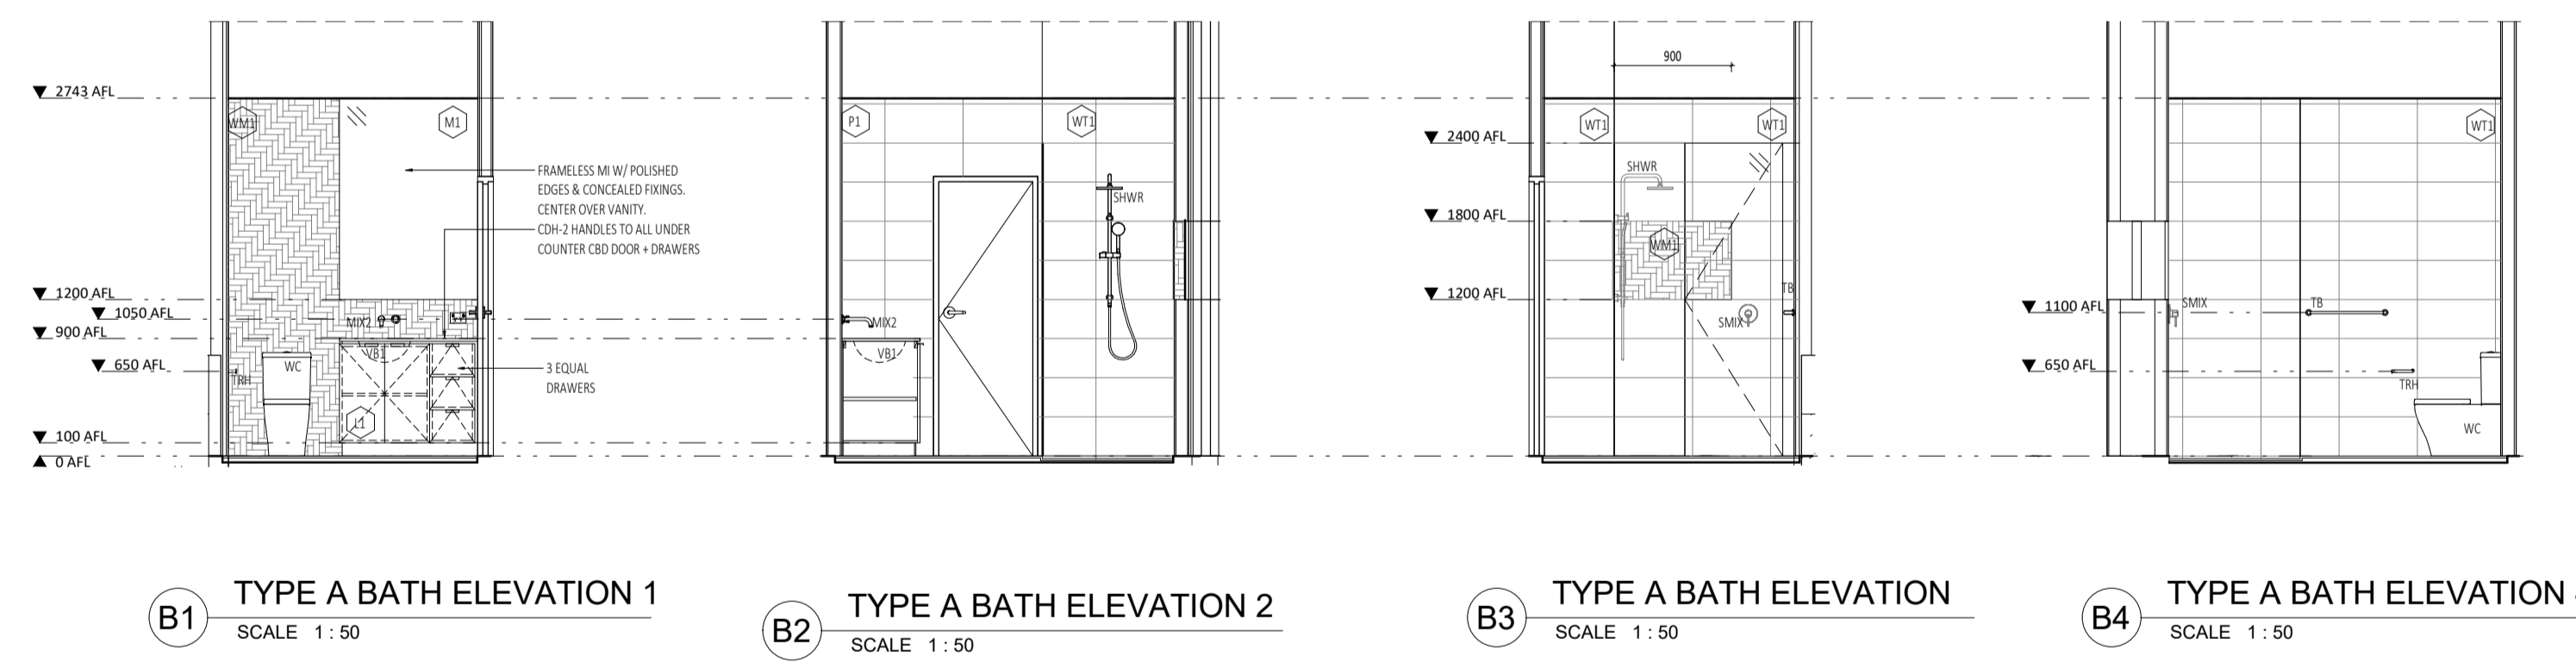 2743 AFL
1200 AFL
1050 AFL
900 AFL
650 AFL
100 AFL
0 AFL
WM1
M1
FRAMELESS MI W/ POLISHED
EDGES & CONCEALED FIXINGS.
CENTER OVER VANITY.
CDH-2 HANDLES TO ALL UNDER
COUNTER CBD DOOR + DRAWERS
MIX2
VB1
WC
TRH
L1
3 EQUAL
DRAWERS
B1
TYPE A BATH ELEVATION 1
SCALE 1 : 50
P1
WT1
SHWR
MIX2
VB1
B2
TYPE A BATH ELEVATION 2
SCALE 1 : 50
900
2400 AFL
1800 AFL
1200 AFL
WT1
WT1
SHWR
WM1
TB
SMIX
B3
TYPE A BATH ELEVATION
SCALE 1 : 50
1100 AFL
650 AFL
WT1
SMIX
TB
TRH
WC
B4
TYPE A BATH ELEVATION
SCALE 1 : 50